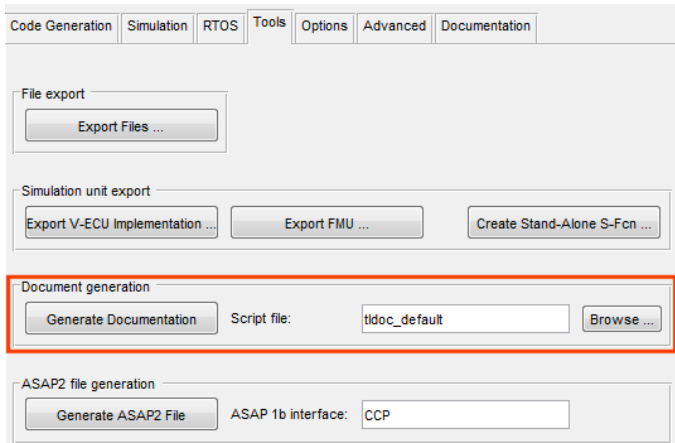 Code Generation Simulation RTOS Tools Options Advanced Documentation
File export
Export Files ...
Simulation unit export
Export V-ECU Implementation ... Export FMU ... Create Stand-Alone S-Fcn ...
Document generation
Generate Documentation Script file: tldoc_default Browse ...
ASAP2 file generation
Generate ASAP2 File ASAP 1b interface: CCP